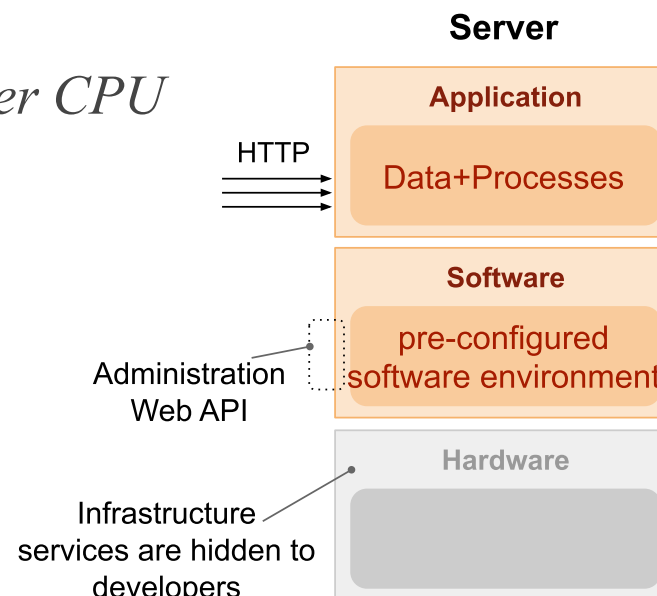 Server
er CPU
Application
HTTP
Data+Processes
Software
pre-configured
software environment
Administration
Web API
Hardware
Infrastructure
services are hidden to
developers